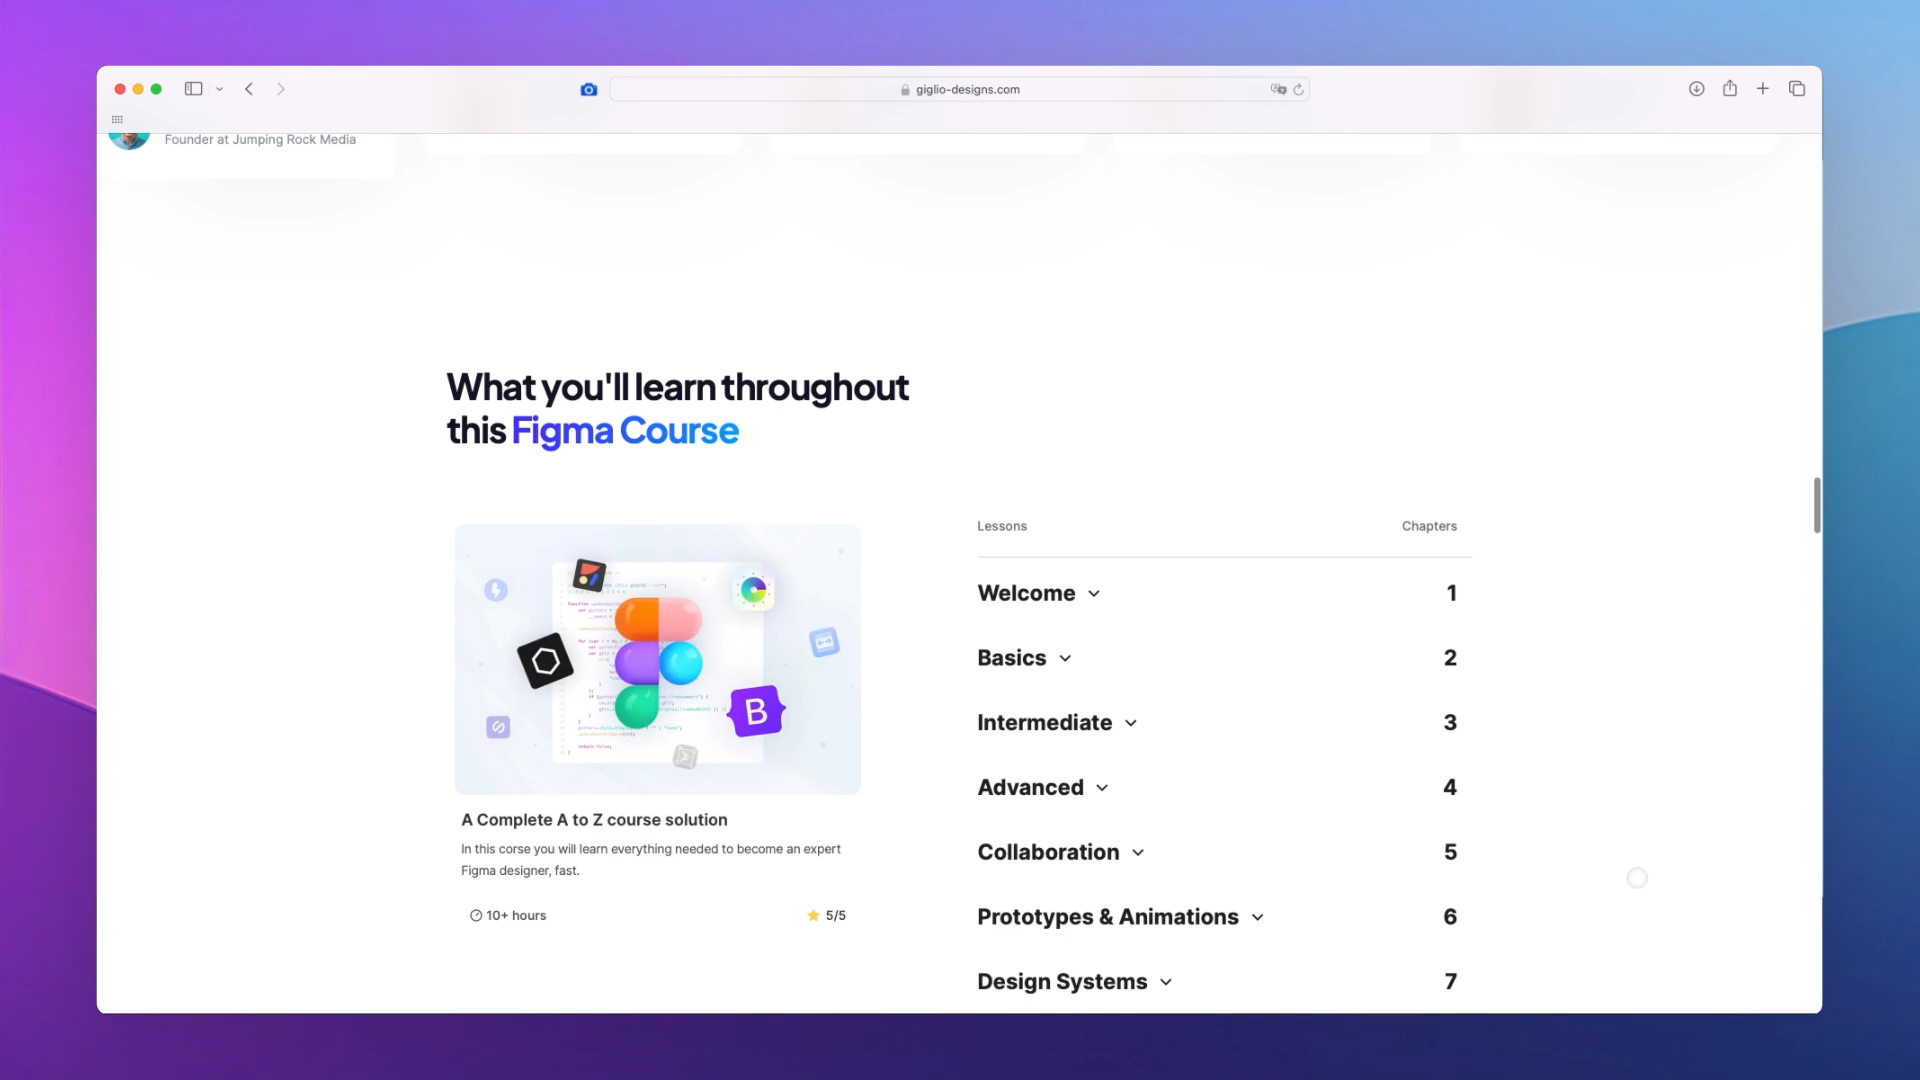 giglio-designs.com
Founder at Jumping Rock Media
What you'll learn throughout
this Figma Course
Lessons
Chapters
Welcome
1
Basics
2
Intermediate
3
Advanced
4
Collaboration
5
Prototypes & Animations
6
Design Systems
7
B
A Complete A to Z course solution
In this corse you will learn everything needed to become an expert
Figma designer, fast.
10+ hours
5/5